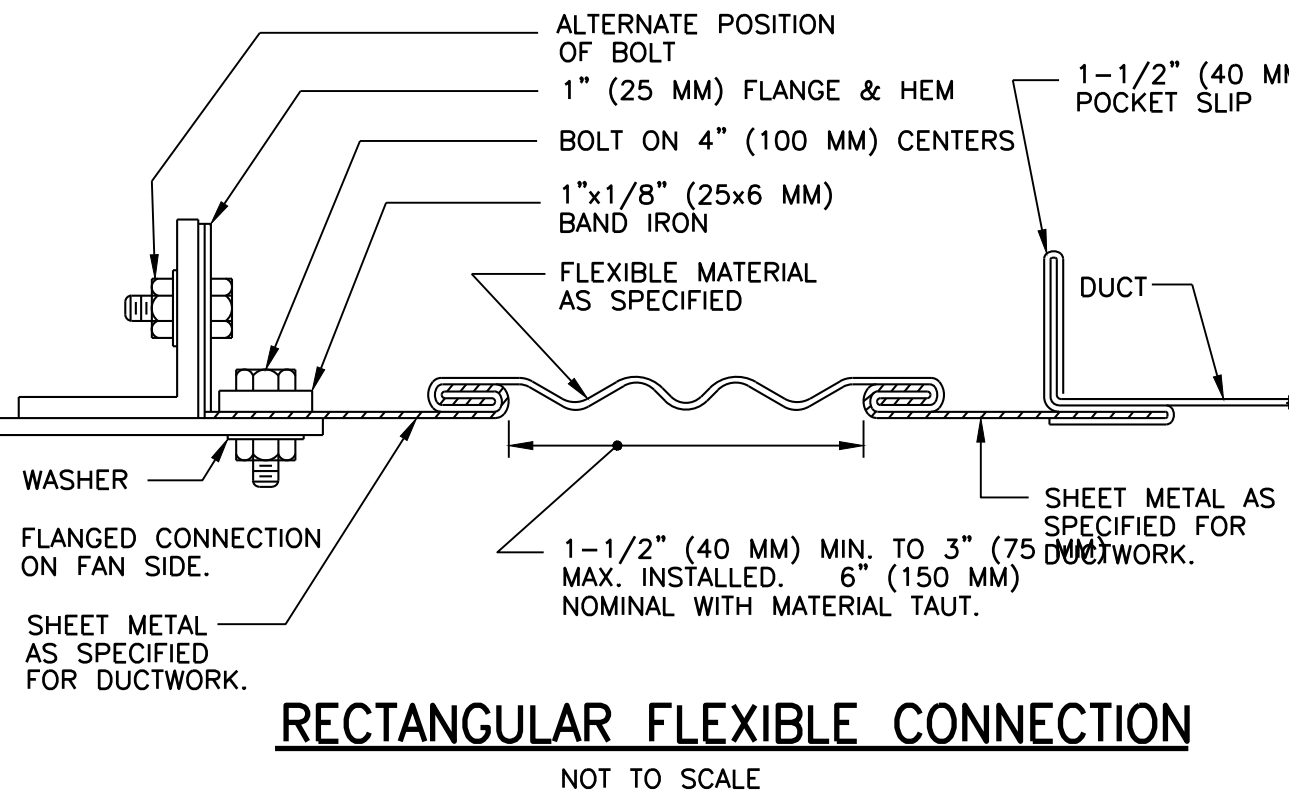 ALTERNATE POSITION
OF BOLT
1" (25 MM) FLANGE & HEM
BOLT ON 4" (100 MM) CENTERS
1"x1/8" (25x6 MM)
BAND IRON
FLEXIBLE MATERIAL
AS SPECIFIED
1-1/2" (40 MM
POCKET SLIP
DUCT
WASHER
FLANGED CONNECTION
ON FAN SIDE.
SHEET METAL
AS SPECIFIED
FOR DUCTWORK.
1-1/2" (40 MM) MIN. TO 3" (75 MM)
MAX. INSTALLED. 6" (150 MM)
NOMINAL WITH MATERIAL TAUT.
SHEET METAL AS
SPECIFIED FOR
DUCTWORK.
RECTANGULAR FLEXIBLE CONNECTION
NOT TO SCALE